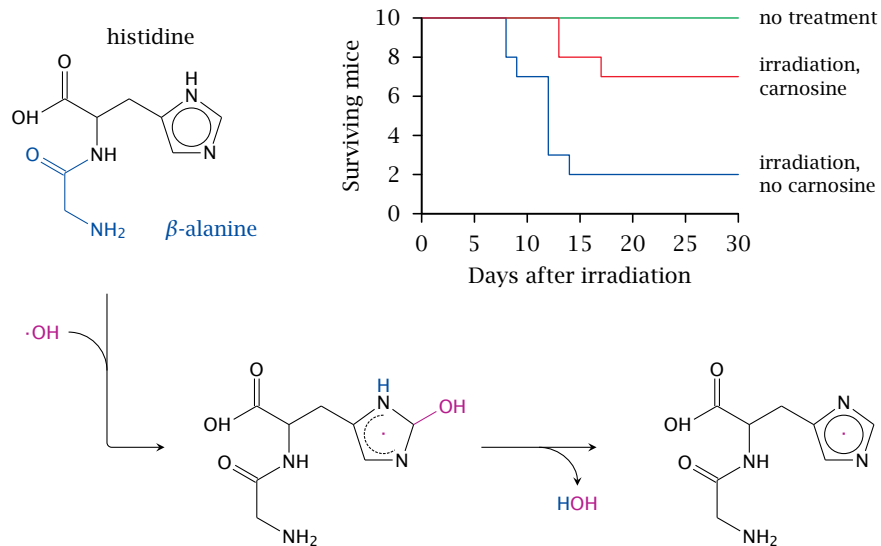 histidine
O
OH
H
N
N
NH
O
NH₂
β-alanine
Surviving mice
10
8
6
4
2
0
0 5 10 15 20 25 30
Days after irradiation
no treatment
irradiation,
carnosine
irradiation,
no carnosine
·OH
O
OH
H
N
OH
N
NH
O
NH₂
HOH
O
OH
N
N
NH
O
NH₂